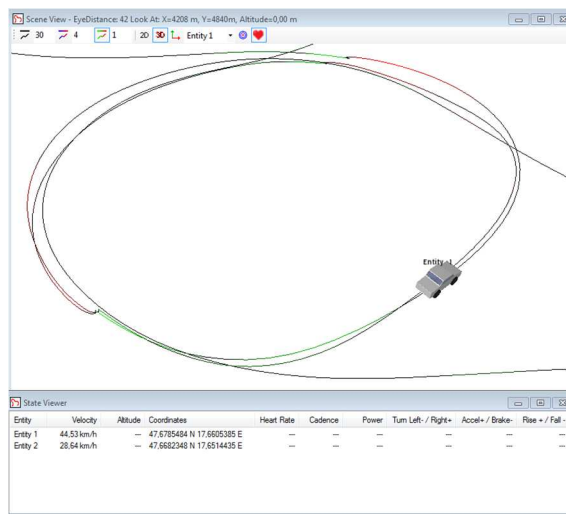 Scene View - EyeDistance: 42 Look At: X=4208 m, Y=4840m, Altitude=0,00 m
30 4 1 2D 3D Entity 1
Entity 1
State Viewer
Entity Velocity Altitude Coordinates Heart Rate Cadence Power Turn Left- / Right+ Accel+ / Brake- Rise + / Fall -
Entity 1 44,53 km/h --- 47,6785484 N 17,6605385 E --- --- --- --- --- ---
Entity 2 28,64 km/h --- 47,6682348 N 17,6514435 E --- --- --- --- --- ---